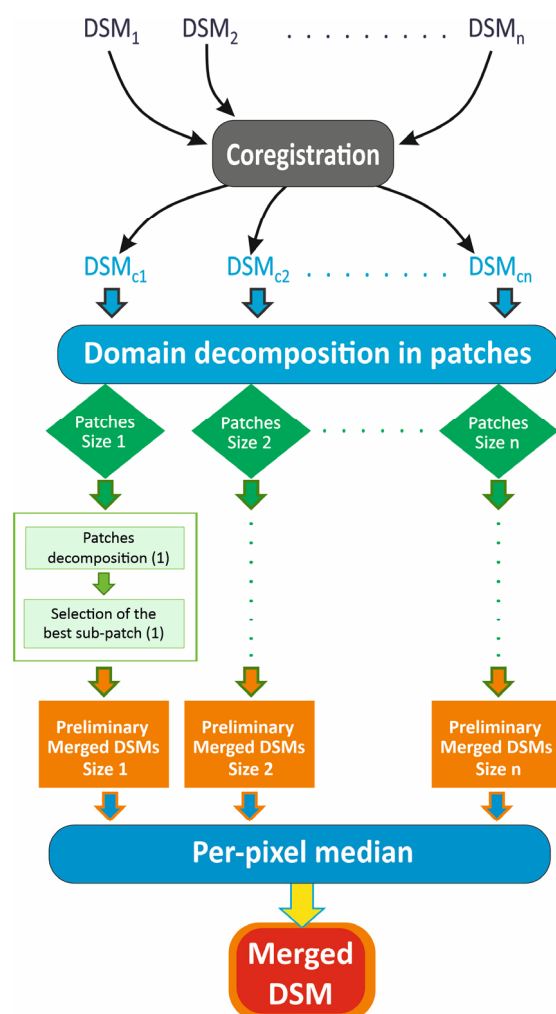 DSM1 DSM2 . . . . . . . . . DSMn
Coregistration
DSMc1 DSMc2 . . . . . . . . DSMcn
Domain decomposition in patches
Patches Patches Patches
Size 1 Size 2 . . . . . . Size n
Patches
decomposition (1)
Selection of the
best sub-patch (1)
Preliminary Preliminary Preliminary
Merged DSMs Merged DSMs Merged DSMs
Size 1 Size 2 Size n
Per-pixel median
Merged
DSM